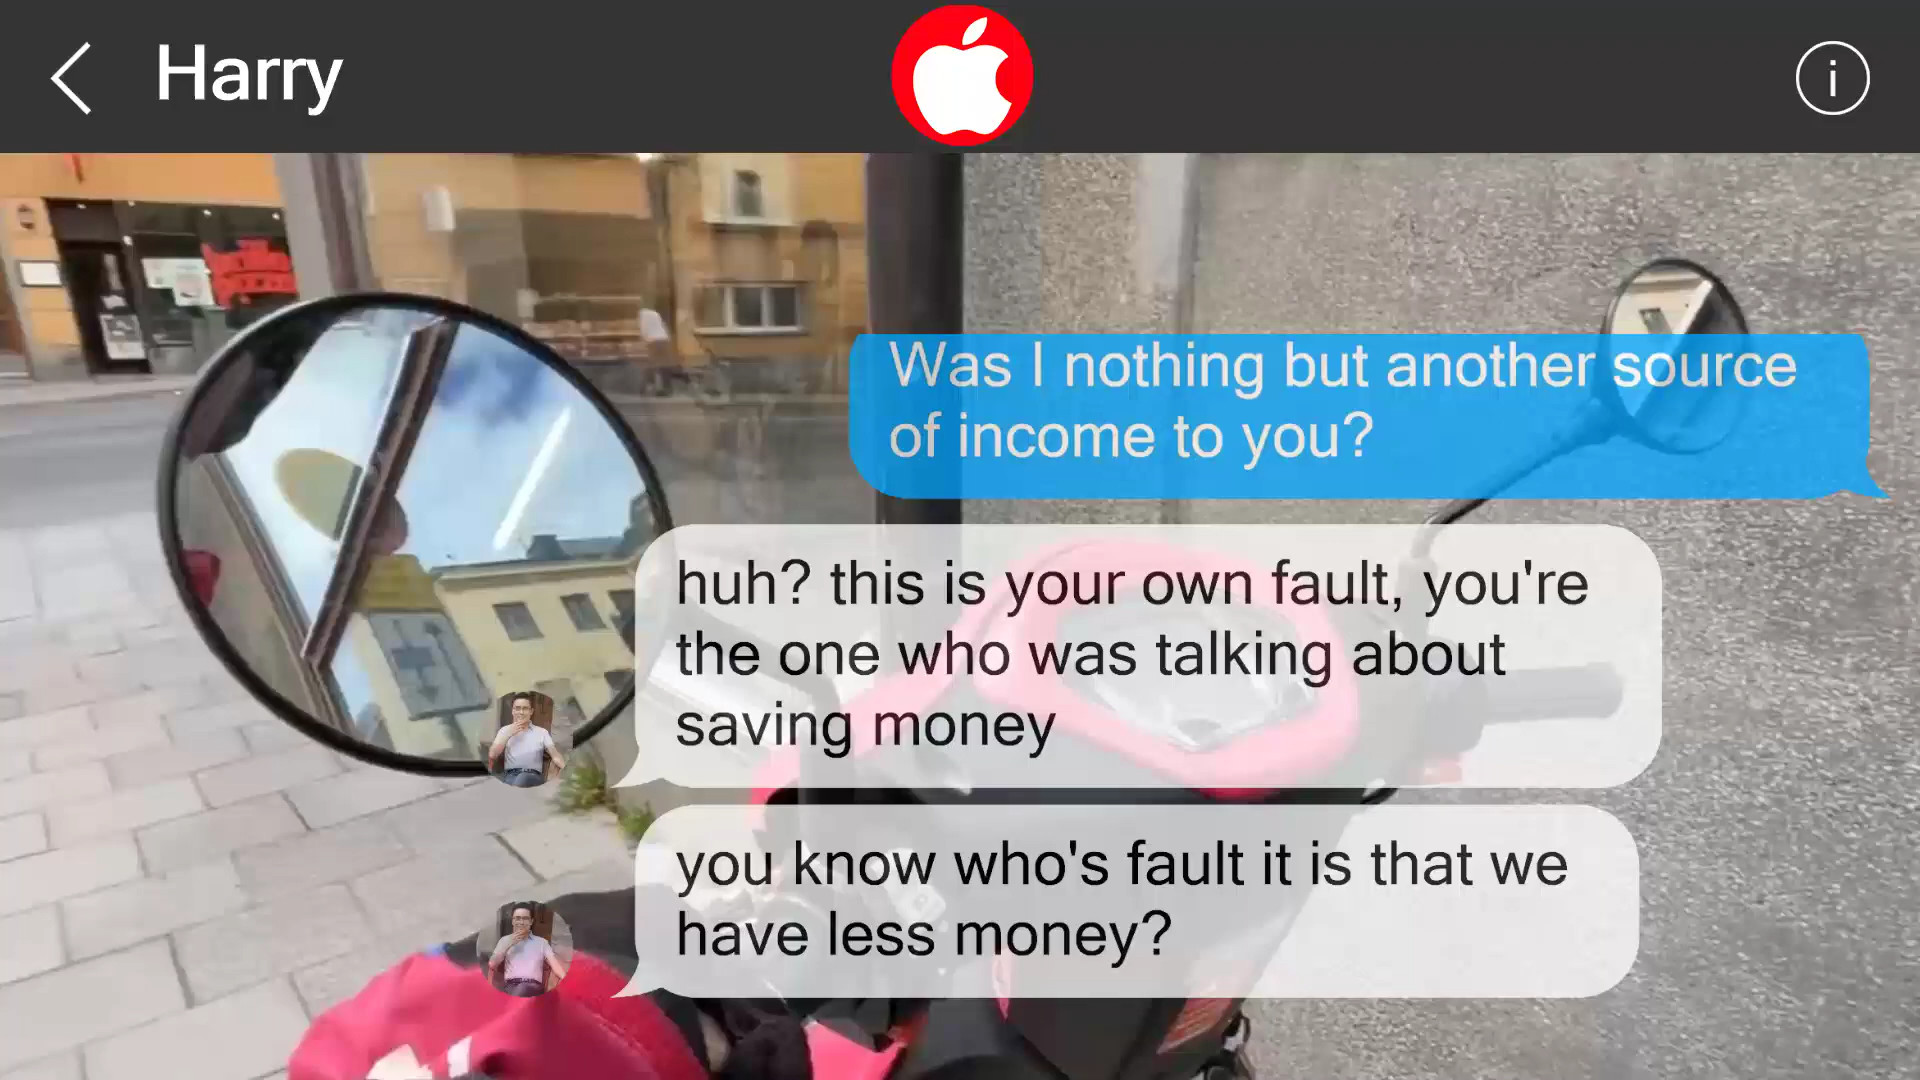 Harry
Was I nothing but another source
of income to you?
huh? this is your own fault, you're
the one who was talking about
saving money
you know who's fault it is that we
have less money?